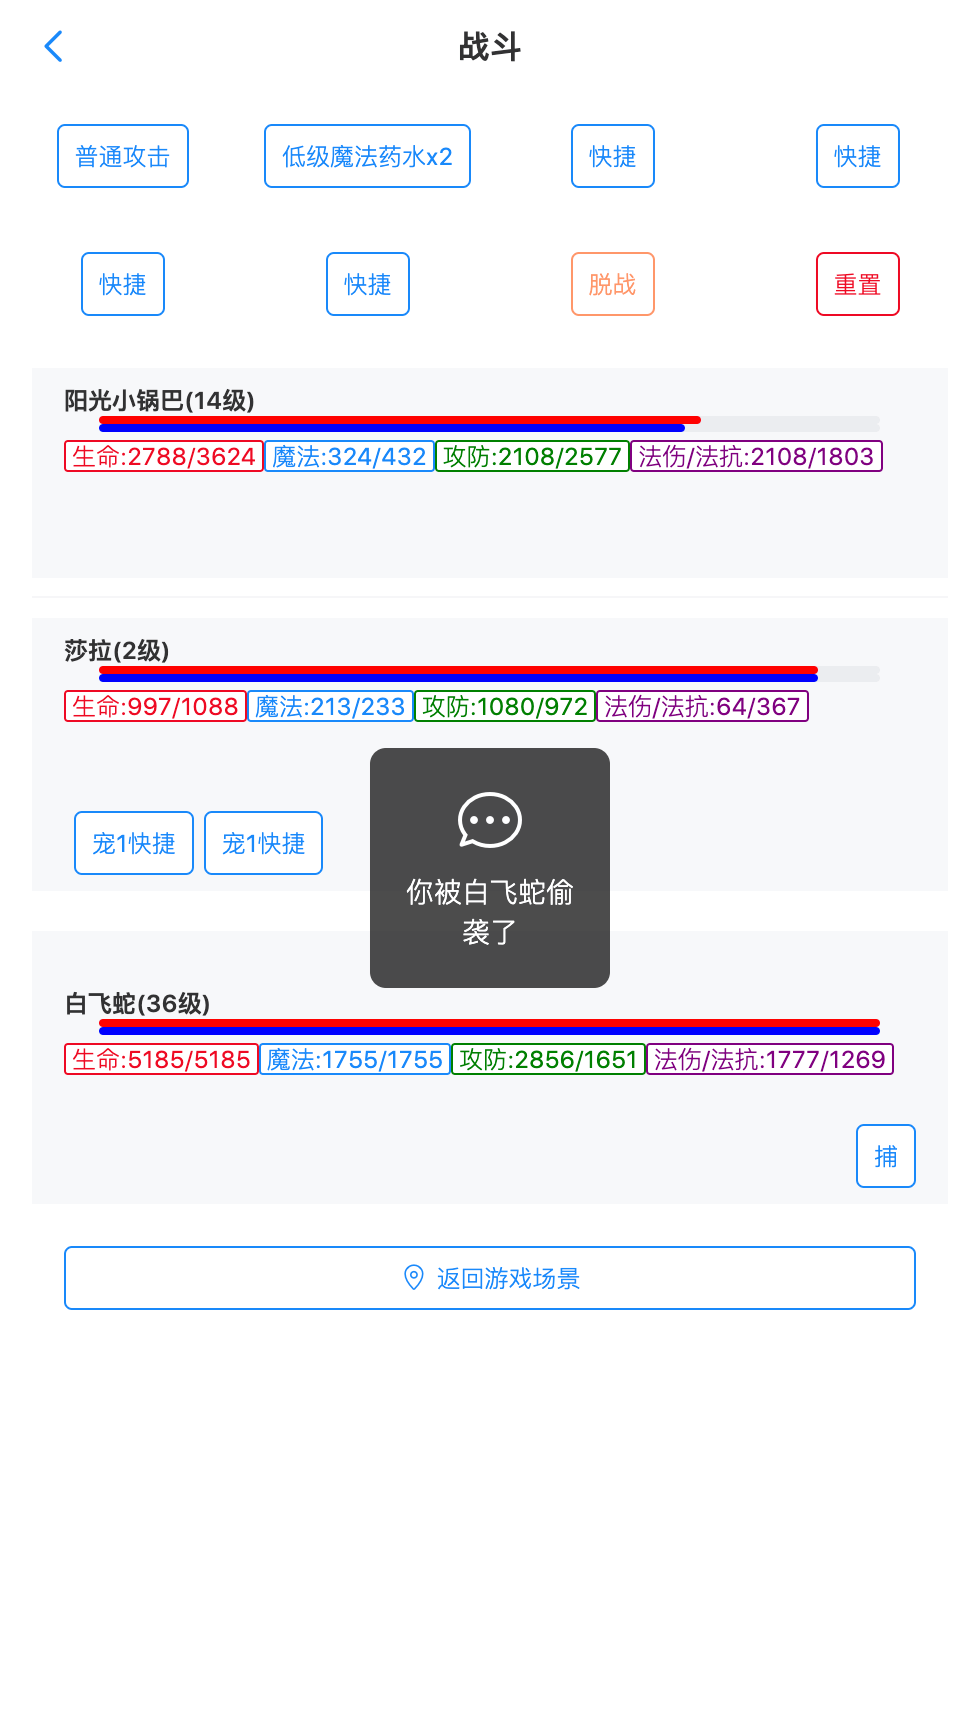 战斗
普通攻击 低级魔法药水x2 快捷 快捷
快捷 快捷 脱战 重置
阳光小锅巴(14级)
生命:2788/3624 魔法:324/432 攻防:2108/2577 法伤/法抗:2108/1803
莎拉(2级)
生命:997/1088 魔法:213/233 攻防:1080/972 法伤/法抗:64/367
宠1快捷 宠1快捷
你被白飞蛇偷
袭了
白飞蛇(36级)
生命:5185/5185 魔法:1755/1755 攻防:2856/1651 法伤/法抗:1777/1269
捕
返回游戏场景